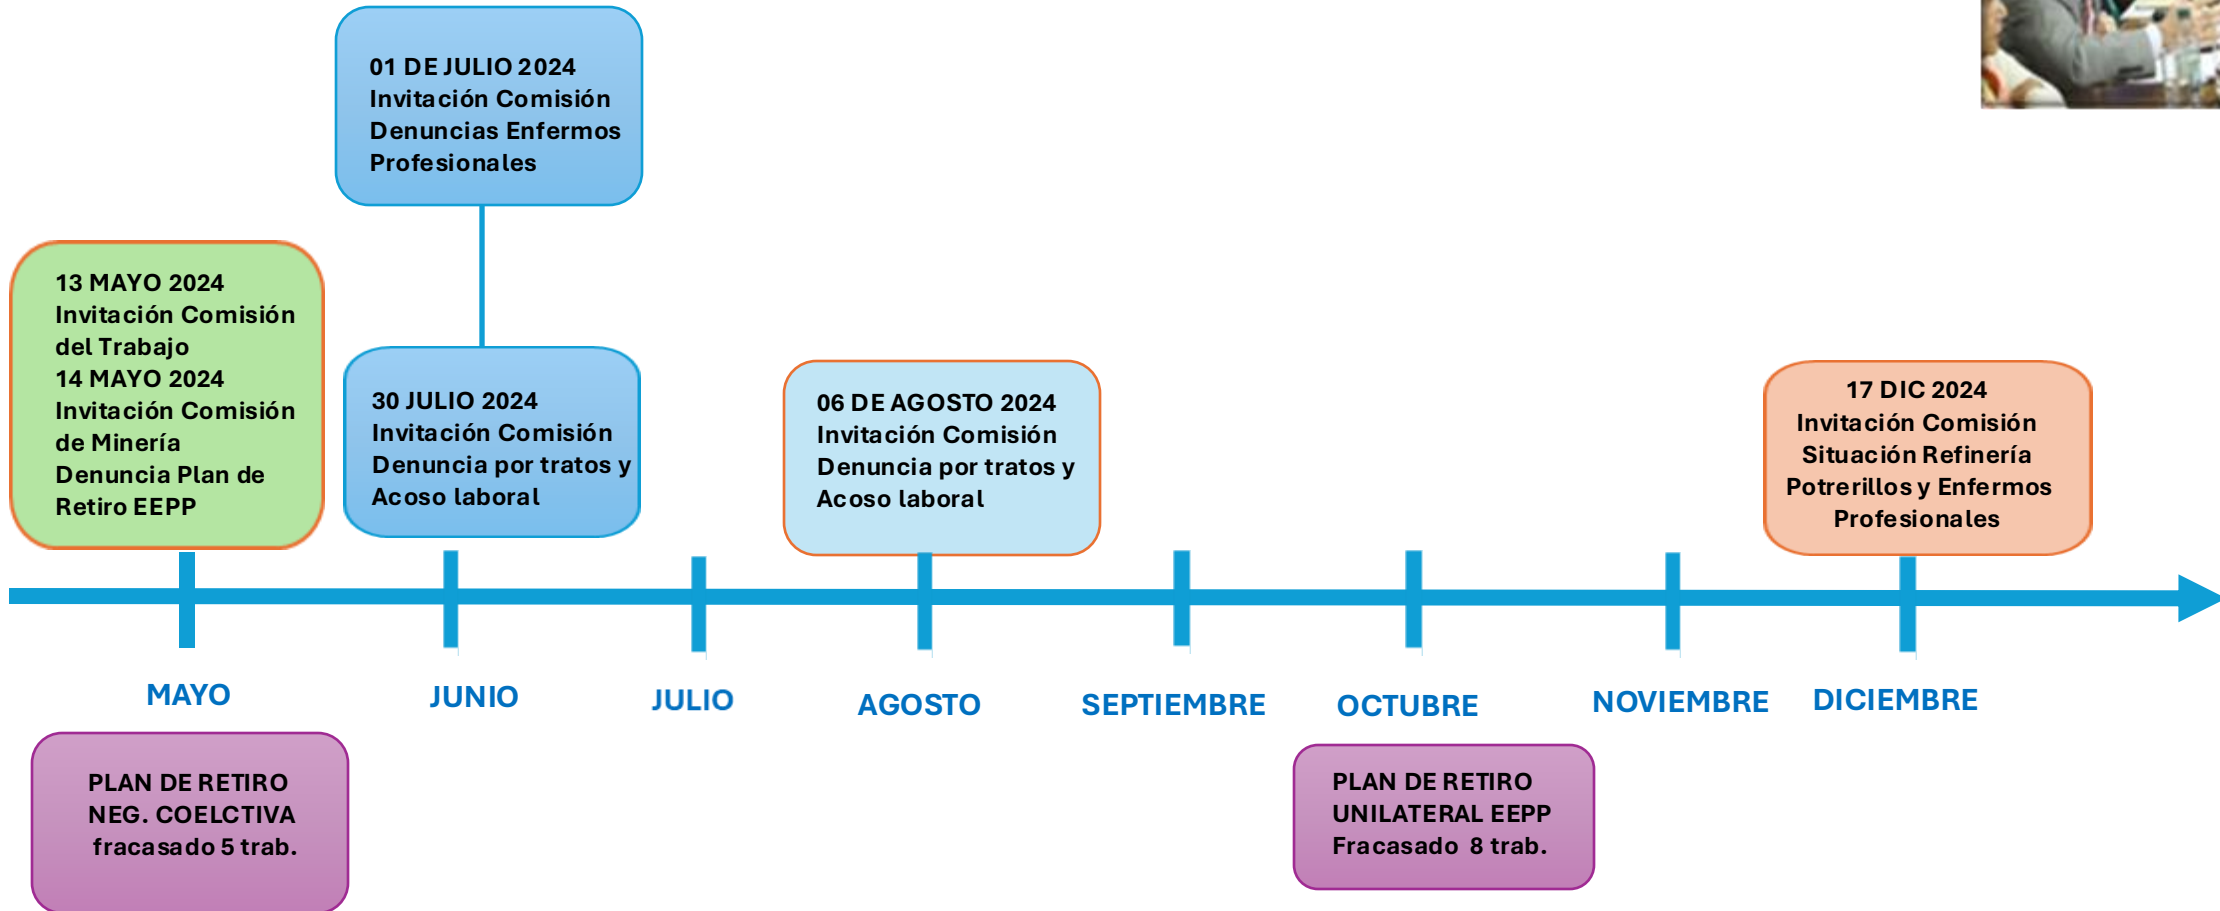 01 DE JULIO 2024
Invitación Comisión
Denuncias Enfermos
Profesionales
13 MAYO 2024
Invitación Comisión
del Trabajo
14 MAYO 2024
Invitación Comisión
de Minería
Denuncia Plan de
Retiro EEPP
30 JULIO 2024
Invitación Comisión
Denuncia por tratos y
Acoso laboral
06 DE AGOSTO 2024
Invitación Comisión
Denuncia por tratos y
Acoso laboral
17 DIC 2024
Invitación Comisión
Situación Refinería
Potrerillos y Enfermos
Profesionales
MAYO
JUNIO
JULIO
AGOSTO
SEPTIEMBRE
OCTUBRE
NOVIEMBRE
DICIEMBRE
PLAN DE RETIRO
NEG. COELCTIVA
fracasado 5 trab.
PLAN DE RETIRO
UNILATERAL EEPP
Fracasado 8 trab.